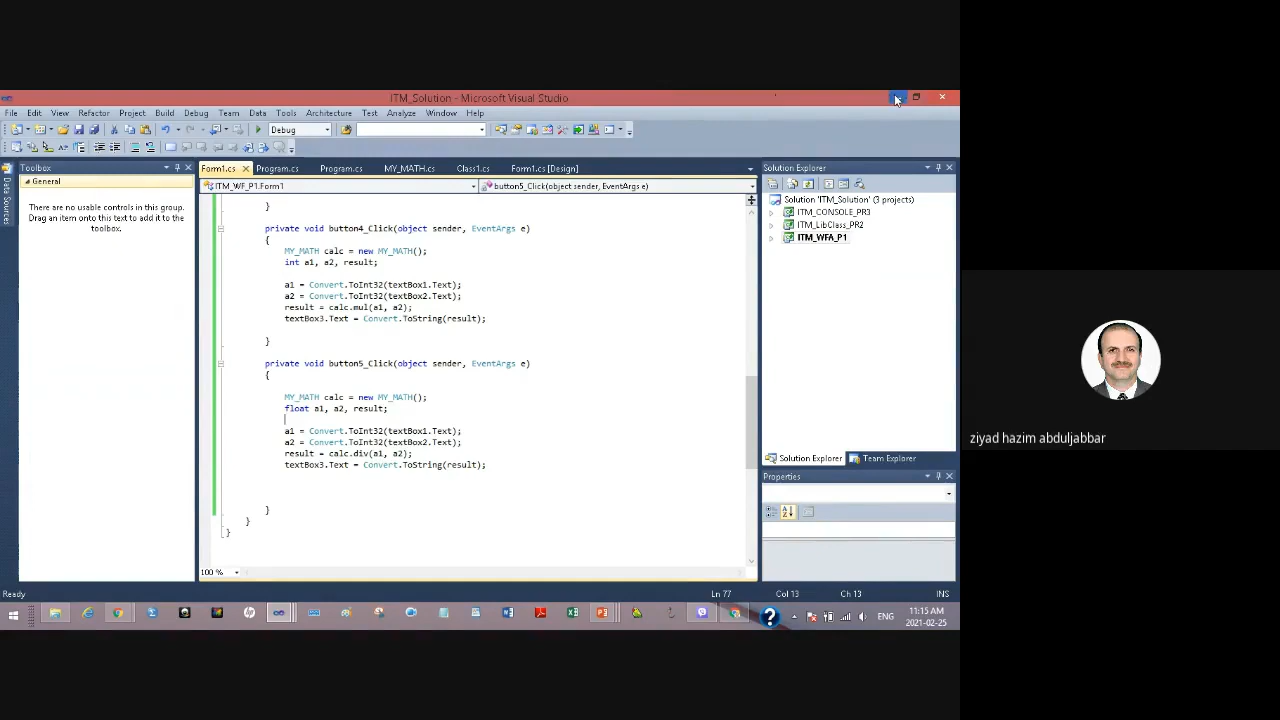 ITM_Solution - Microsoft Visual Studio
File Edit View Refactor Project Build Debug Team Data Tools Architecture Test Analyze Window Help
Debug
Toolbox
General
There are no usable controls in this group.
Drag an item onto this text to add it to the
toolbox.
Data Sources
Form1.cs Program.cs Program.cs MY_MATH.cs Class1.cs Form1.cs [Design]
ITM_WF_P1.Form1 button5_Click(object sender, EventArgs e)
}
private void button4_Click(object sender, EventArgs e)
{
MY_MATH calc = new MY_MATH();
int a1, a2, result;
a1 = Convert.ToInt32(textBox1.Text);
a2 = Convert.ToInt32(textBox2.Text);
result = calc.mul(a1, a2);
textBox3.Text = Convert.ToString(result);
}
private void button5_Click(object sender, EventArgs e)
{
MY_MATH calc = new MY_MATH();
float a1, a2, result;
a1 = Convert.ToInt32(textBox1.Text);
a2 = Convert.ToInt32(textBox2.Text);
result = calc.div(a1, a2);
textBox3.Text = Convert.ToString(result);
}
}
}
100 %
Solution Explorer
Solution 'ITM_Solution' (3 projects)
ITM_CONSOLE_PR3
ITM_LibClass_PR2
ITM_WFA_P1
Solution Explorer Team Explorer
Properties
Ready Ln 77 Col 13 Ch 13 INS
ENG
11:15 AM
2021-02-25
ziyad hazim abduljabbar